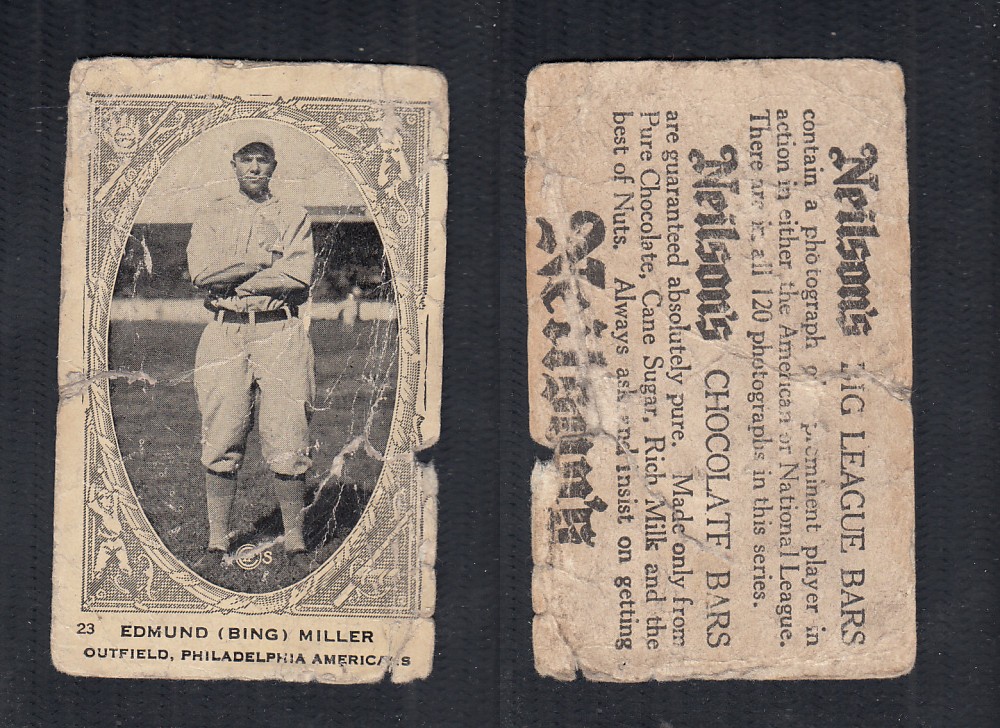 23 EDMUND (BING) MILLER
OUTFIELD, PHILADELPHIA
Neilson's BIG LEAGUE BARS
contain a photograph of prominent player in
action in either the American or National League.
There are in all 120 photographs in this series.
Neilson's CHOCOLATE BARS
are guaranteed absolutely pure. Made only from
Pure Chocolate, Cane Sugar, Rich Milk and the
best of Nuts. Always ask and insist on getting
Neilson's